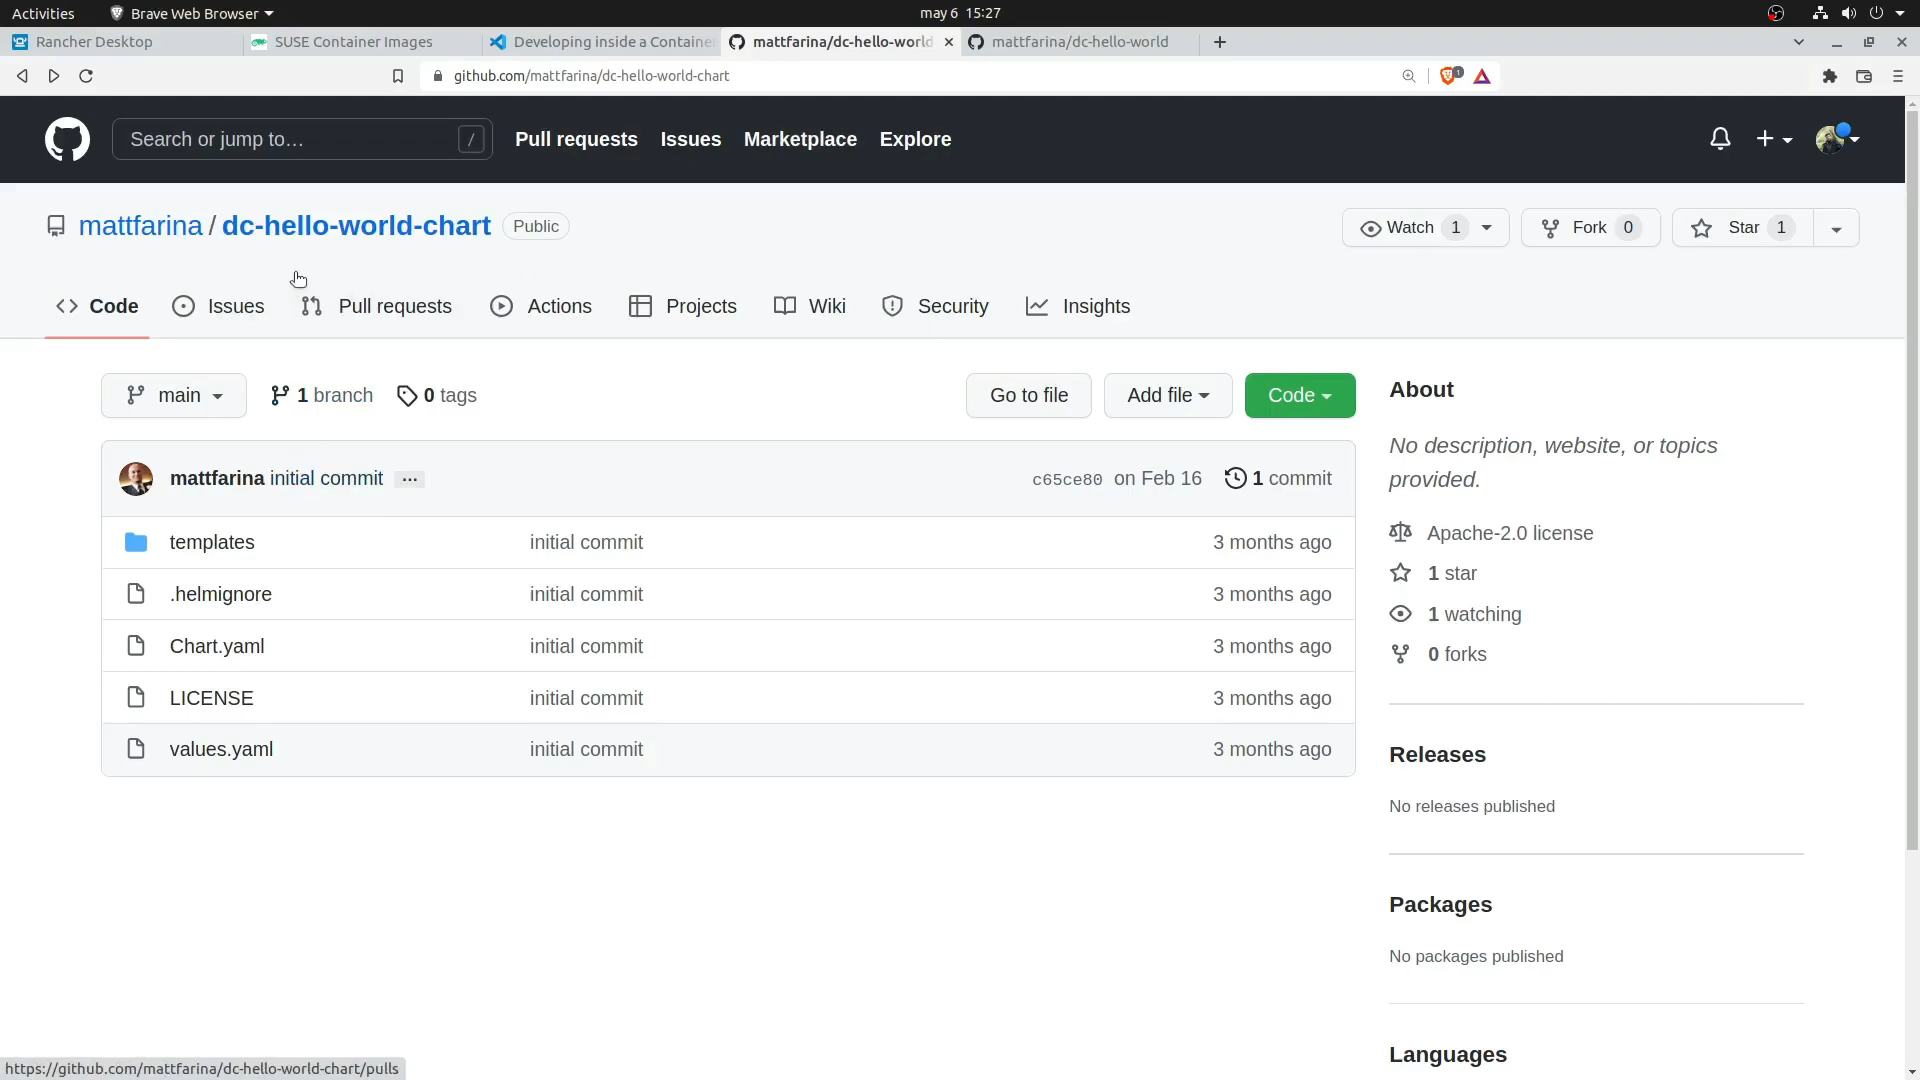 Activities Brave Web Browser may 6 15:27
Rancher Desktop SUSE Container Images Developing inside a Container mattfarina/dc-hello-world mattfarina/dc-hello-world
github.com/mattfarina/dc-hello-world-chart 1
Search or jump to… / Pull requests Issues Marketplace Explore
mattfarina / dc-hello-world-chart Public Watch 1 Fork 0 Star 1
Code Issues Pull requests Actions Projects Wiki Security Insights
main 1 branch 0 tags Go to file Add file Code
mattfarina initial commit ... c65ce80 on Feb 16 1 commit
templates initial commit 3 months ago
.helmignore initial commit 3 months ago
Chart.yaml initial commit 3 months ago
LICENSE initial commit 3 months ago
values.yaml initial commit 3 months ago
About
No description, website, or topics
provided.
Apache-2.0 license
1 star
1 watching
0 forks
Releases
No releases published
Packages
No packages published
Languages
https://github.com/mattfarina/dc-hello-world-chart/pulls